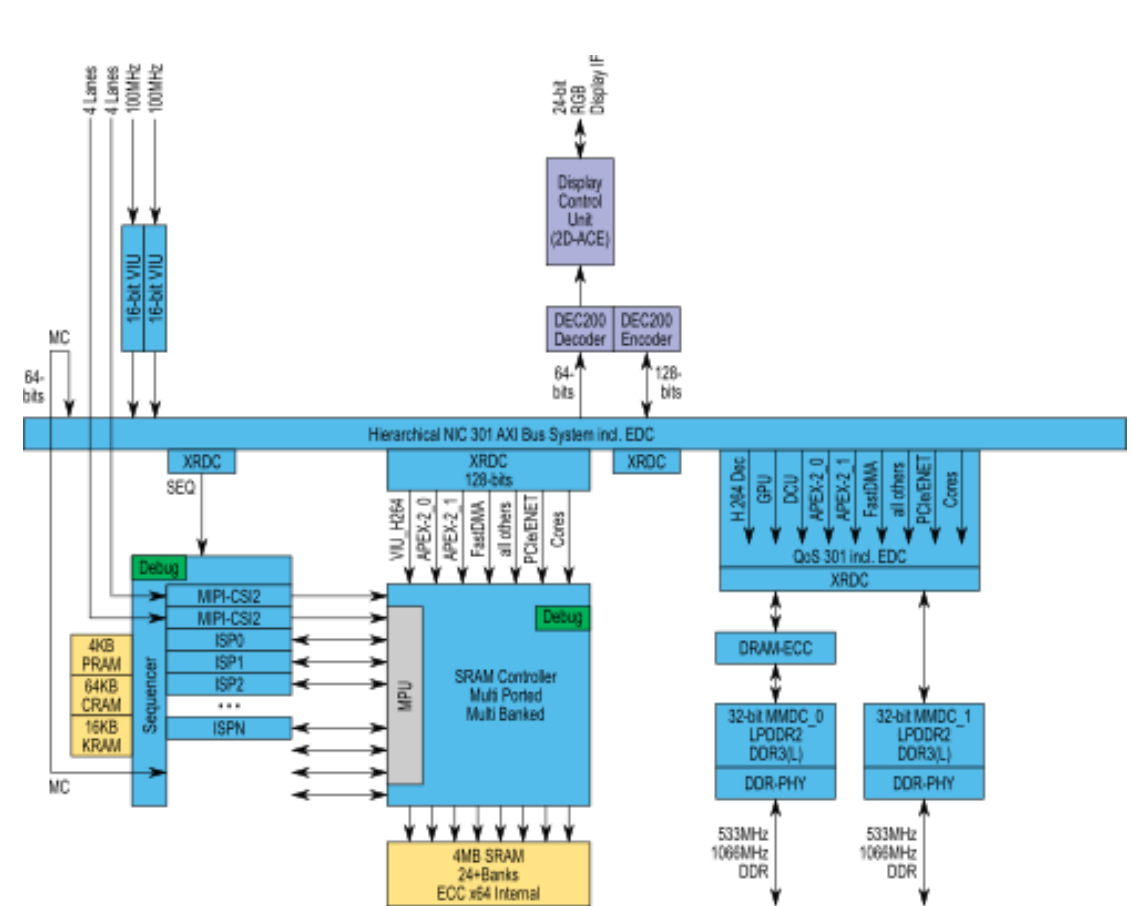 4 Lanes
4 Lanes
100MHz
100MHz
24-bit
RGB
Display IF
Display
Control
Unit
(2D-ACE)
16-bit VIU
16-bit VIU
DEC200
Decoder
DEC200
Encoder
MC
64-
bits
64-
bits
128-
bits
Hierarchical NIC 301 AXI Bus System incl. EDC
XRDC
SEQ
XRDC
128-bits
XRDC
VIU_H264
APEX-2_0
APEX-2_1
FastDMA
all others
PCIe/ENET
Cores
H.264 Dec
GPU
DCU
APEX-2_0
APEX-2_1
FastDMA
all others
PCIe/ENET
Cores
QoS 301 incl. EDC
XRDC
Debug
MIPI-CSI2
MIPI-CSI2
ISP0
ISP1
ISP2
...
ISPN
Sequencer
4KB
PRAM
64KB
CRAM
16KB
KRAM
MC
MPU
Debug
SRAM Controller
Multi Ported
Multi Banked
DRAM-ECC
32-bit MMDC_0
LPDDR2
DDR3(L)
DDR-PHY
32-bit MMDC_1
LPDDR2
DDR3(L)
DDR-PHY
533MHz
1066MHz
DDR
533MHz
1066MHz
DDR
4MB SRAM
24+Banks
ECC x64 Internal